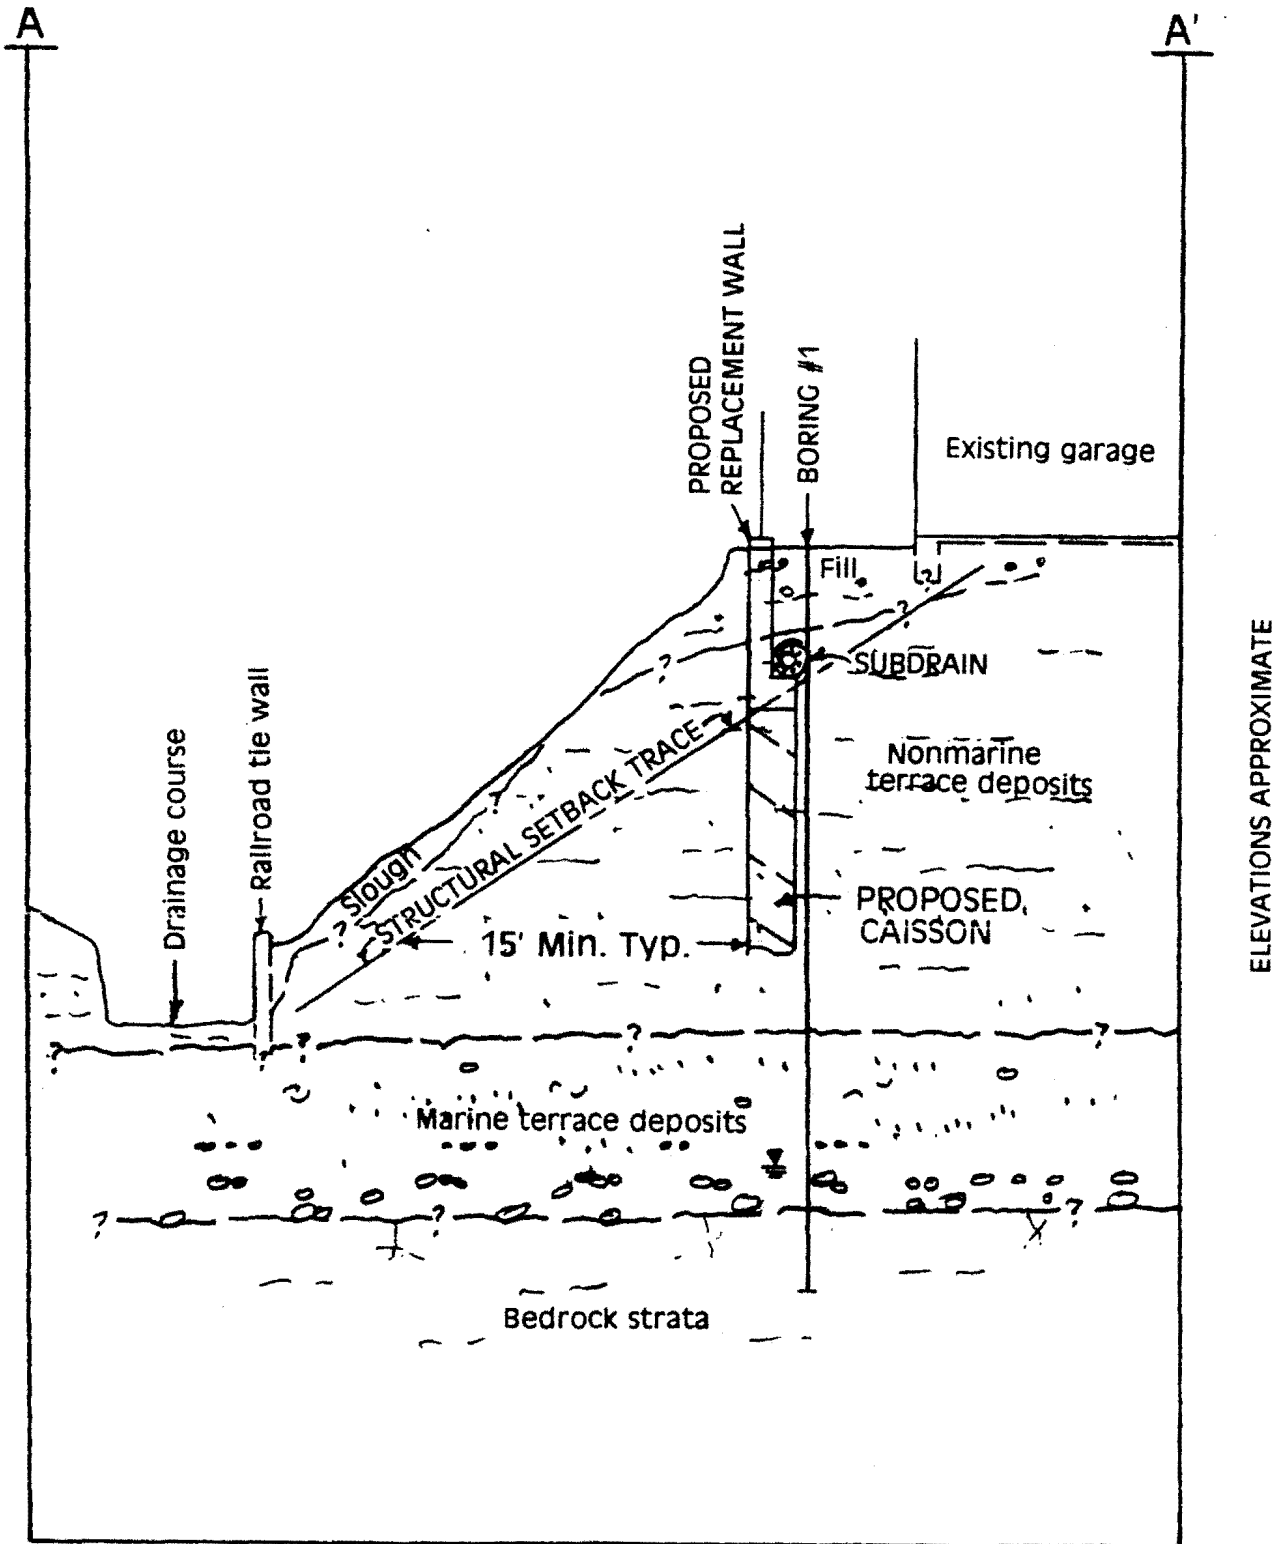 A
A'
PROPOSED
REPLACEMENT WALL
BORING #1
Existing garage
Fill
?
?
?
SUBDRAIN
ELEVATIONS APPROXIMATE
Railroad tie wall
Drainage course
Nonmarine
terrace deposits
?
STRUCTURAL SETBACK TRACE
Slough
?
PROPOSED
CAISSON
15' Min. Typ.
?
?
?
?
Marine terrace deposits
?
?
?
Bedrock strata